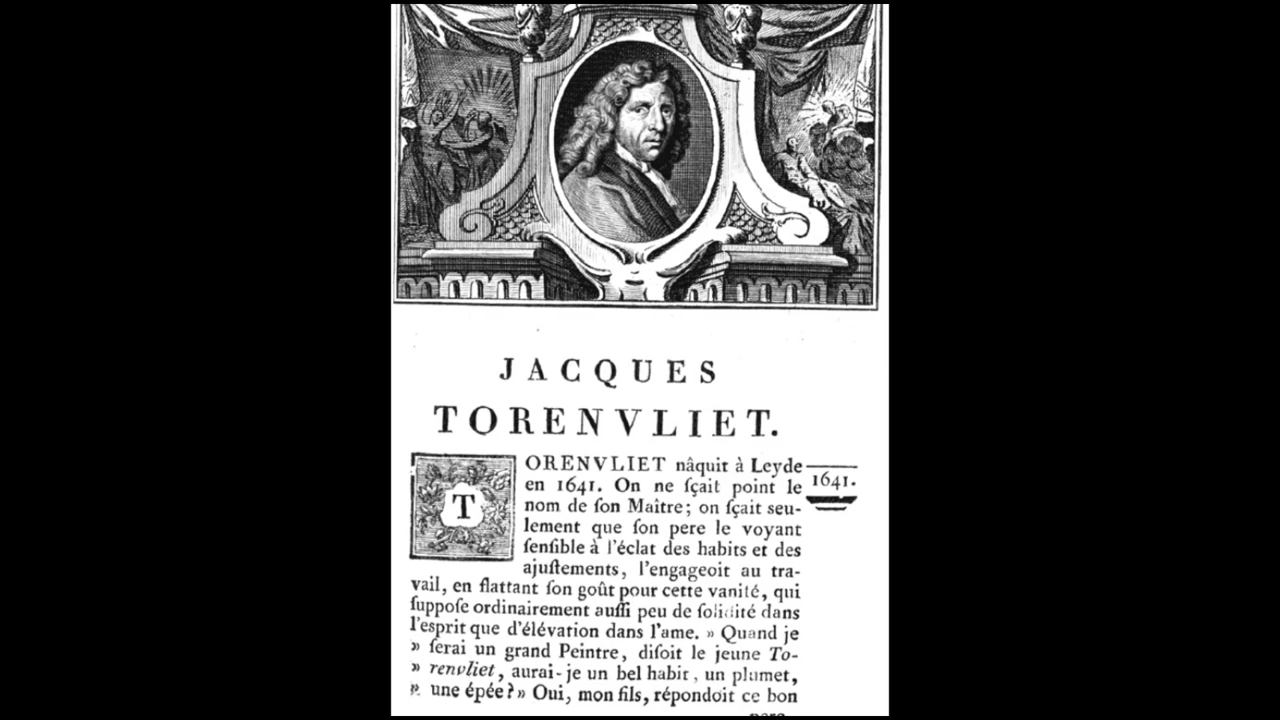 JACQUES
TORENVLIET.
TORENVLIET nâquit à Leyde
1641.
en 1641. On ne ſçait point le
nom de ſon Maître; on ſçait seu-
lement que ſon pere le voyant
ſenſible à l'éclat des habits et des
ajuſtements, l'engageoit au tra-
vail, en flattant ſon goût pour cette vanité, qui
ſuppoſe ordinairement auſſi peu de ſolidité dans
l'esprit que d'élévation dans l'ame. » Quand je
» ſerai un grand Peintre, diſoit le jeune To-
» renvliet, aurai-je un bel habit, un plumet,
» une épée? » Oui, mon fils, répondoit ce bon